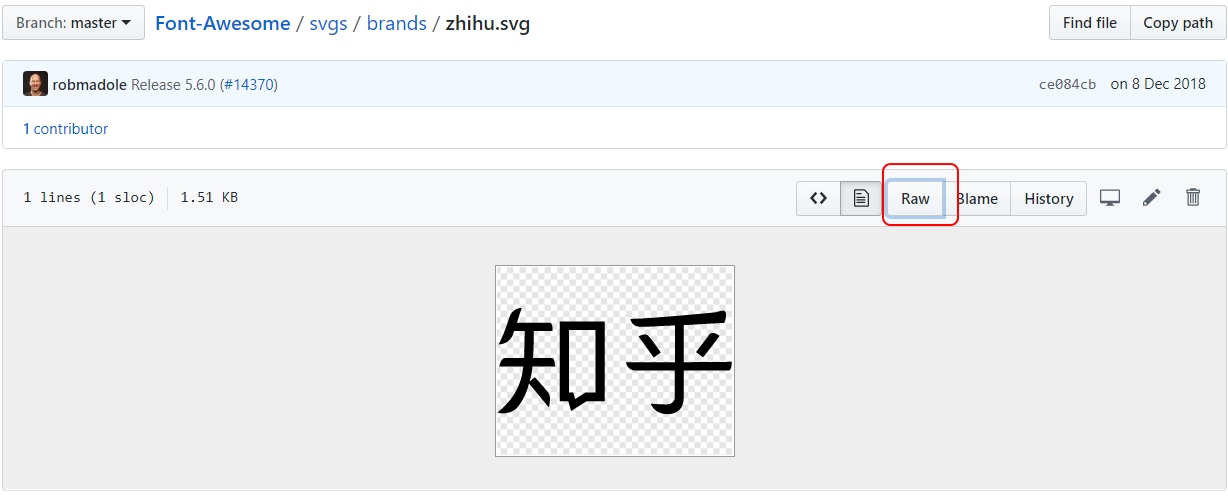 Branch: master Font-Awesome / svgs / brands / zhihu.svg Find file Copy path
robmadole Release 5.6.0 (#14370) ce084cb on 8 Dec 2018
1 contributor
1 lines (1 sloc) 1.51 KB Raw Blame History
知乎